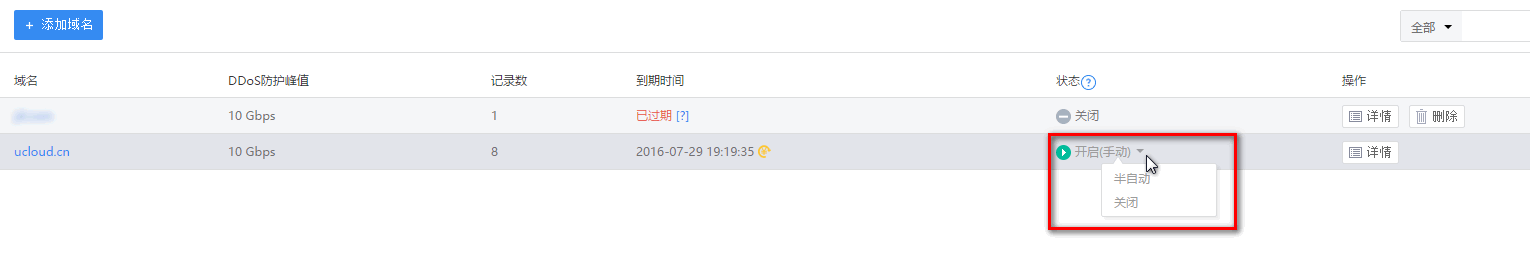 + 添加域名
全部
域名 DDoS防护峰值 记录数 到期时间 状态? 操作
10 Gbps 1 已过期 [?] 关闭 详情 删除
ucloud.cn 10 Gbps 8 2016-07-29 19:19:35 开启(手动) 详情
半自动
关闭